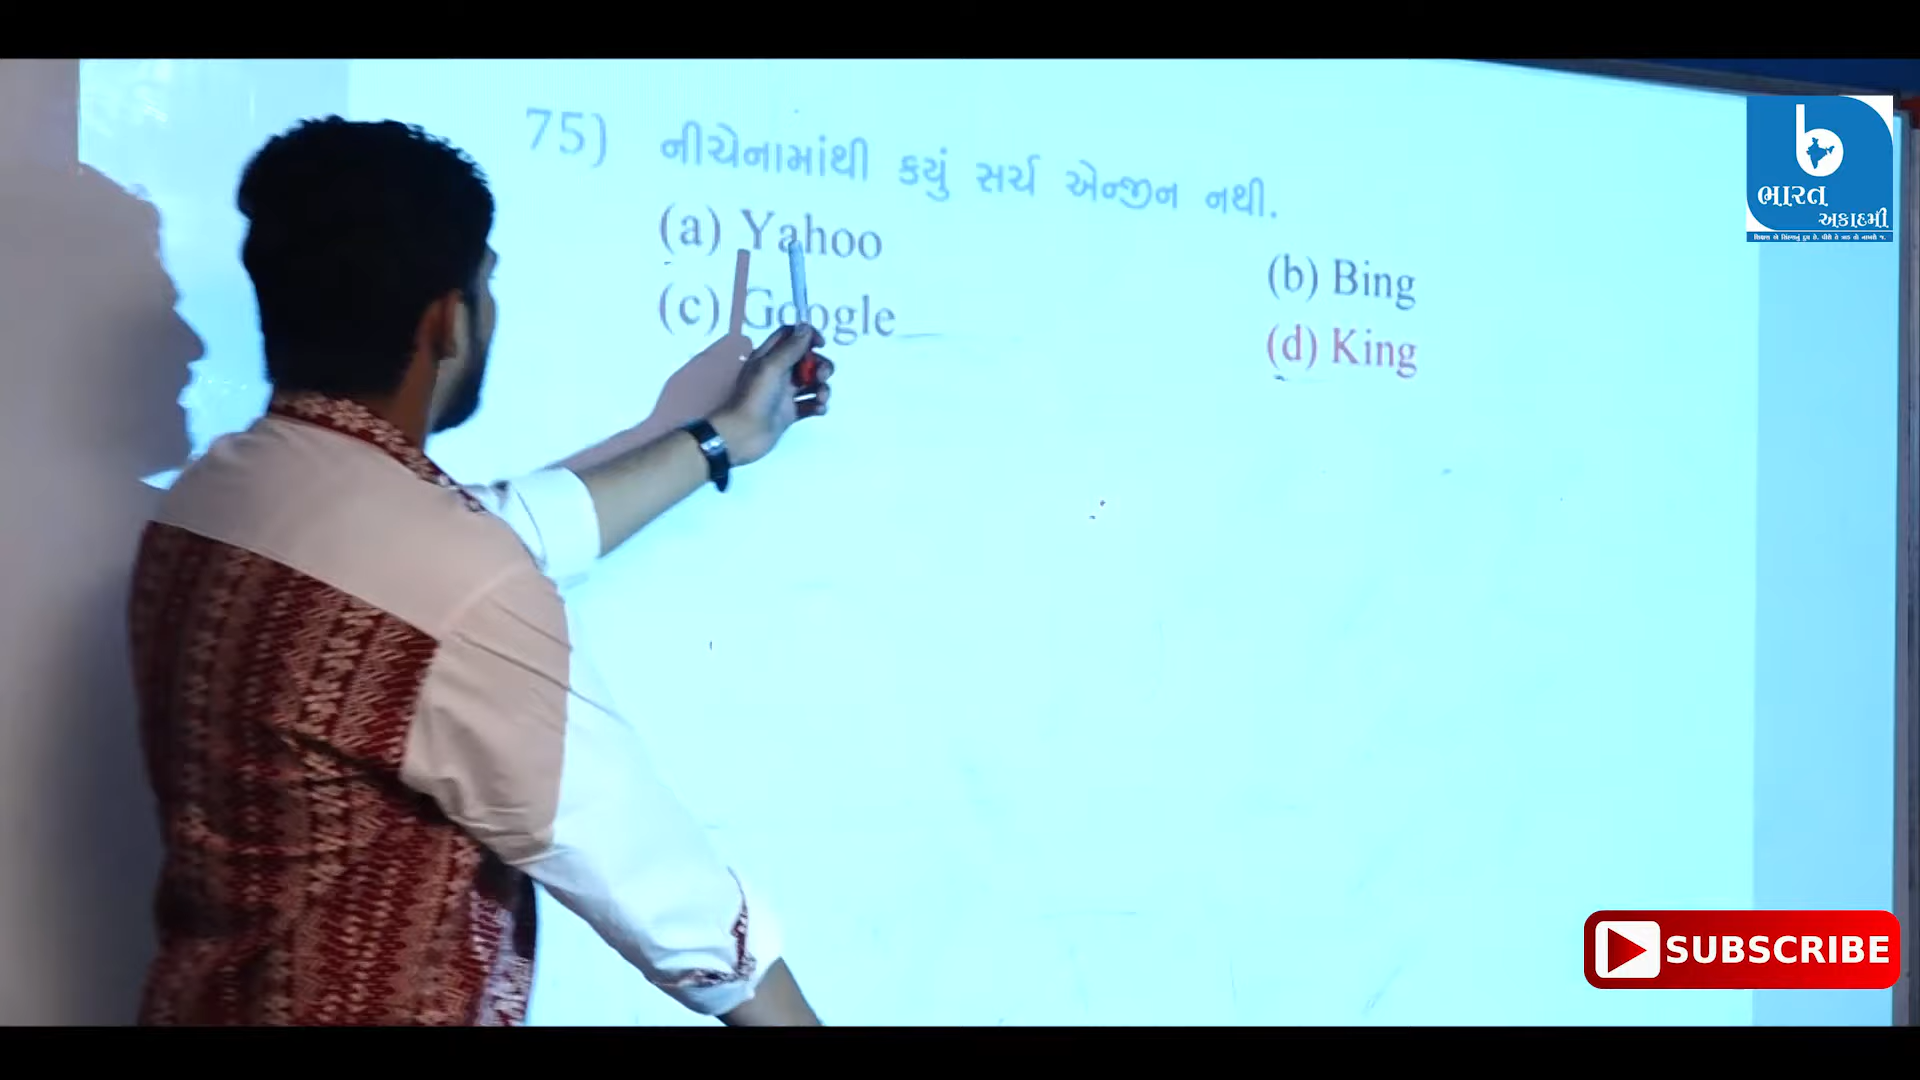 75) નીચેનામાંથી કયું સર્ચ એન્જીન નથી.
(a) Yahoo
(b) Bing
(c) Google
(d) King
b
ભારત
અકાદમી
SUBSCRIBE